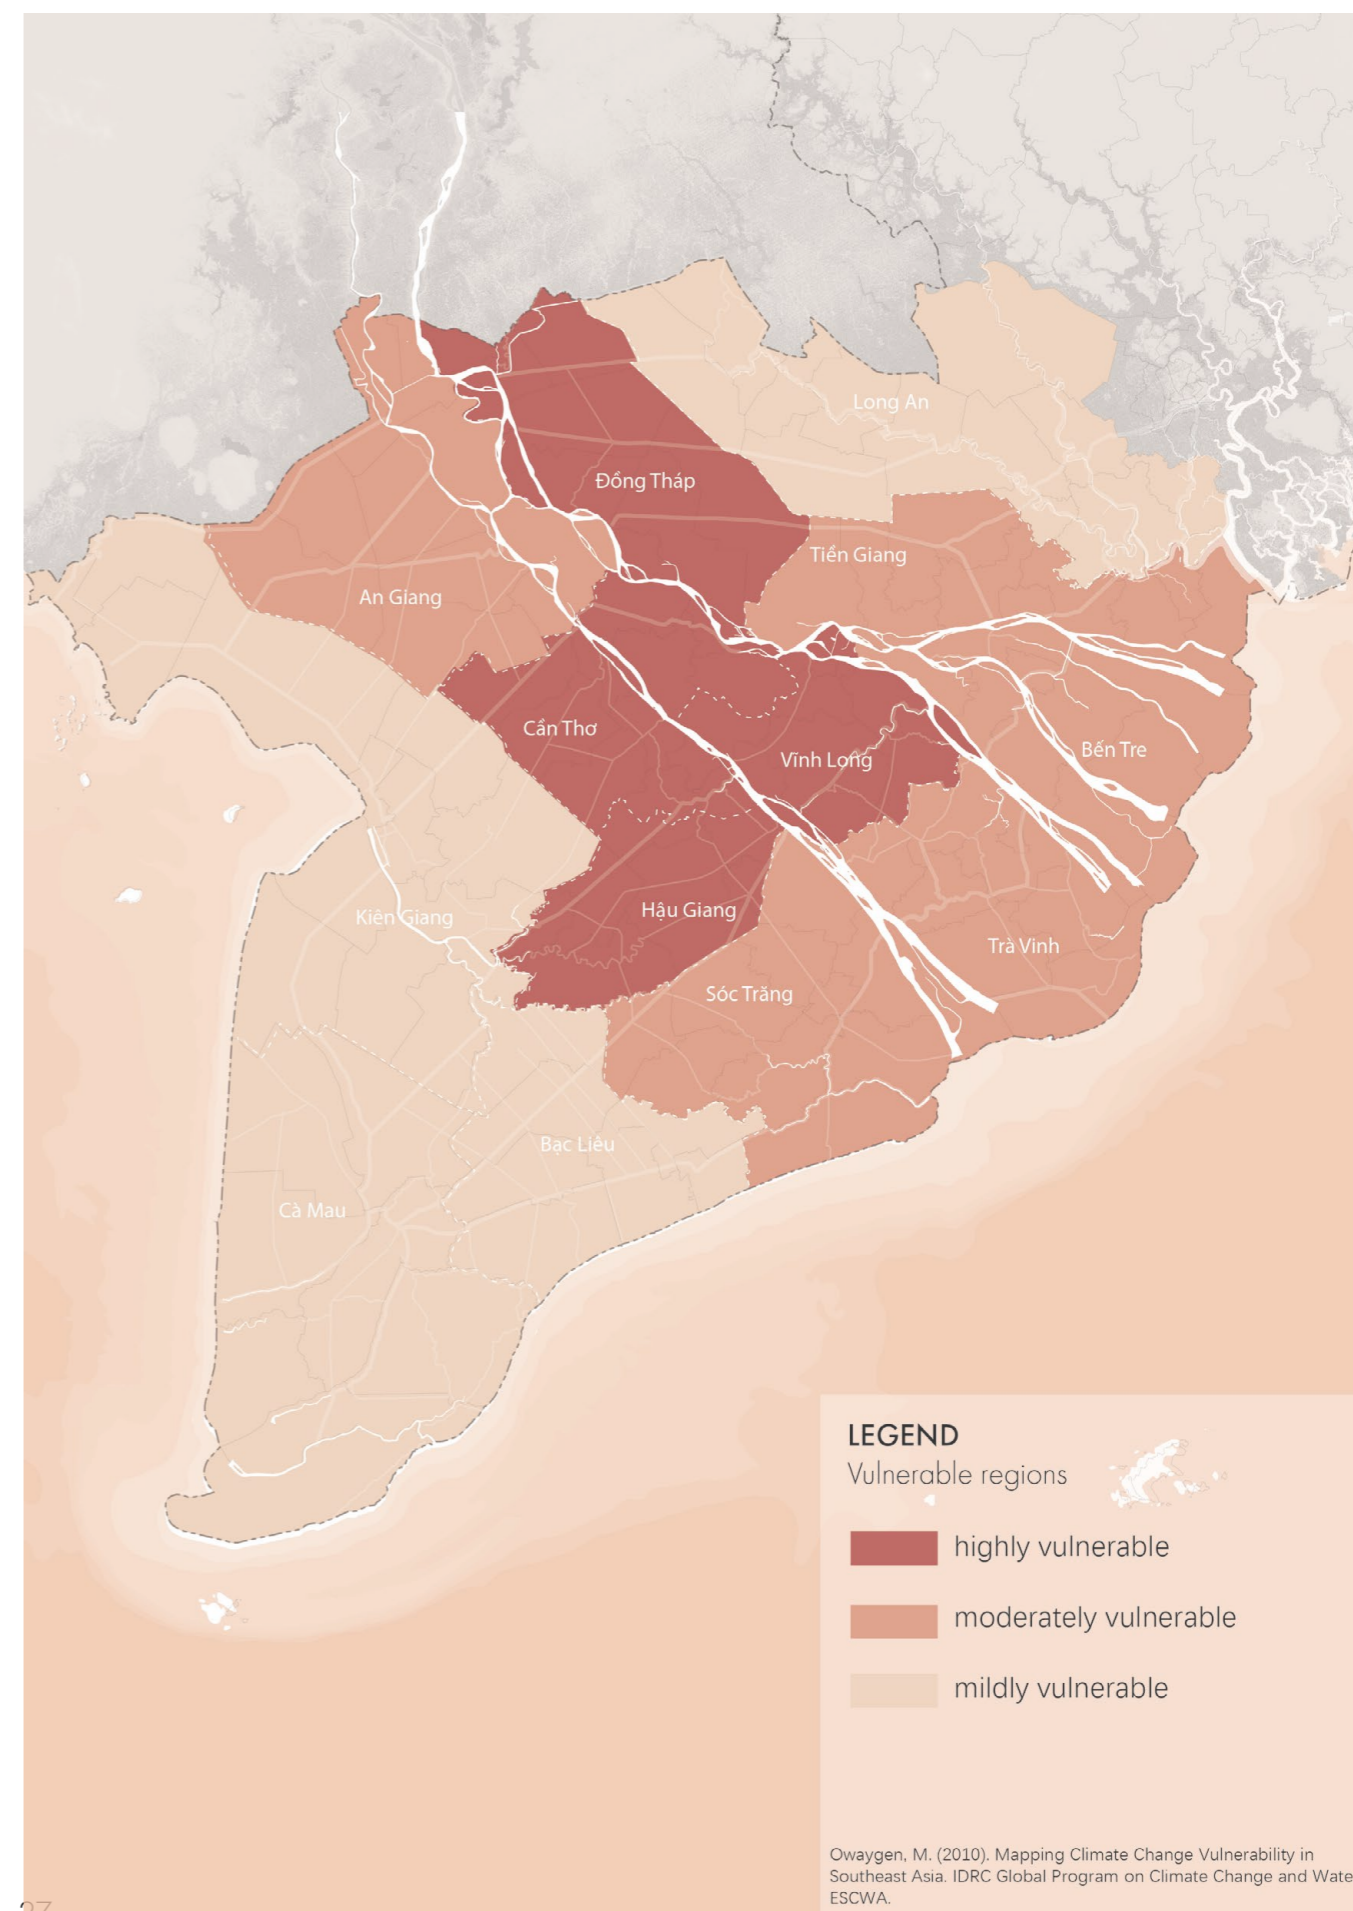 Long An
Đồng Tháp
Tiền Giang
An Giang
Cần Thơ
Bến Tre
Vĩnh Long
Kiên Giang
Hậu Giang
Trà Vinh
Sóc Trăng
Bạc Liêu
Cà Mau
LEGEND
Vulnerable regions
highly vulnerable
moderately vulnerable
mildly vulnerable
Owaygen, M. (2010). Mapping Climate Change Vulnerability in
Southeast Asia. IDRC Global Program on Climate Change and Wate
ESCWA.